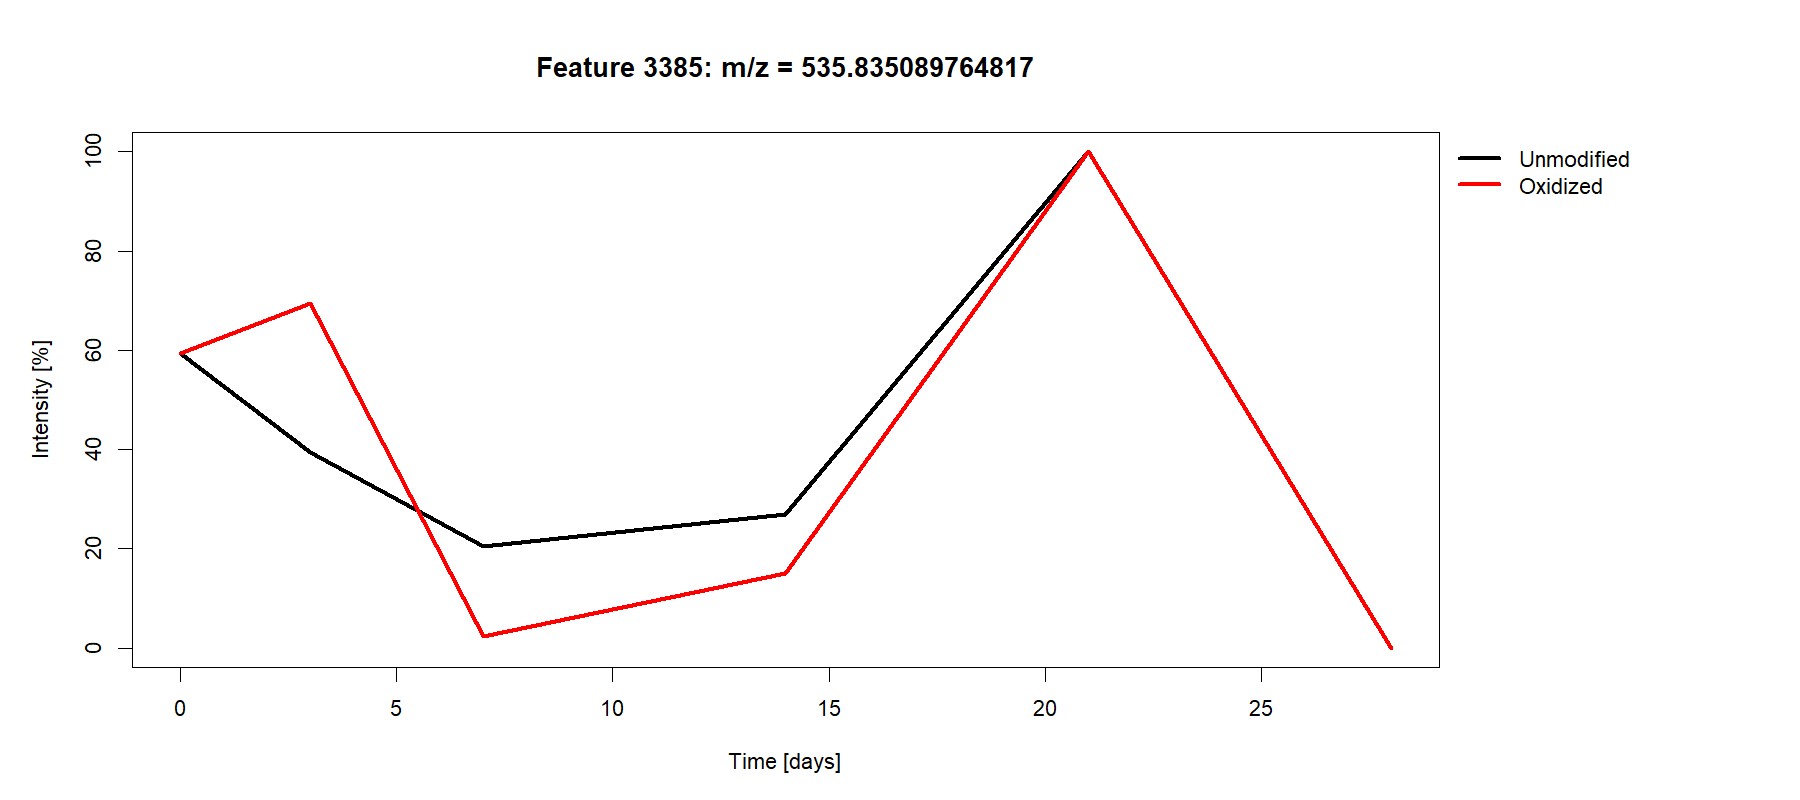 Feature 3385: m/z = 535.835089764817
Unmodified
Oxidized
Intensity [%]
100
80
60
40
20
0
0 5 10 15 20 25
Time [days]